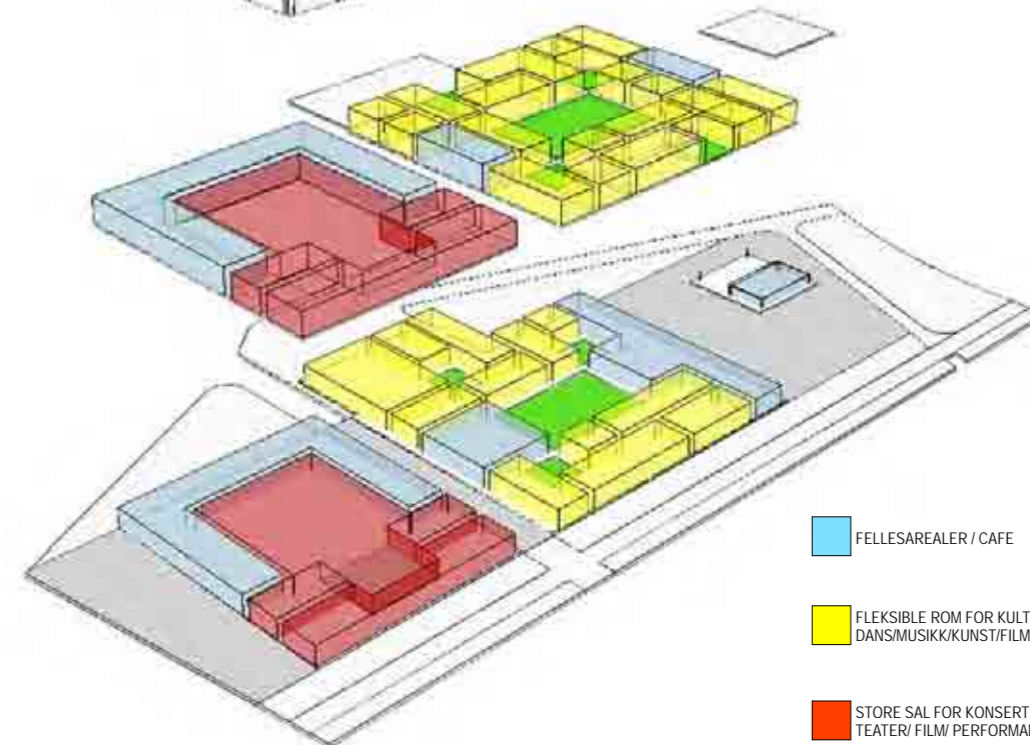 FELLESAREALER / CAFE
FLEKSIBLE ROM FOR KULT
DANS/MUSIKK/KUNST/FILM
STORE SAL FOR KONSERT
TEATER/ FILM/ PERFORMA